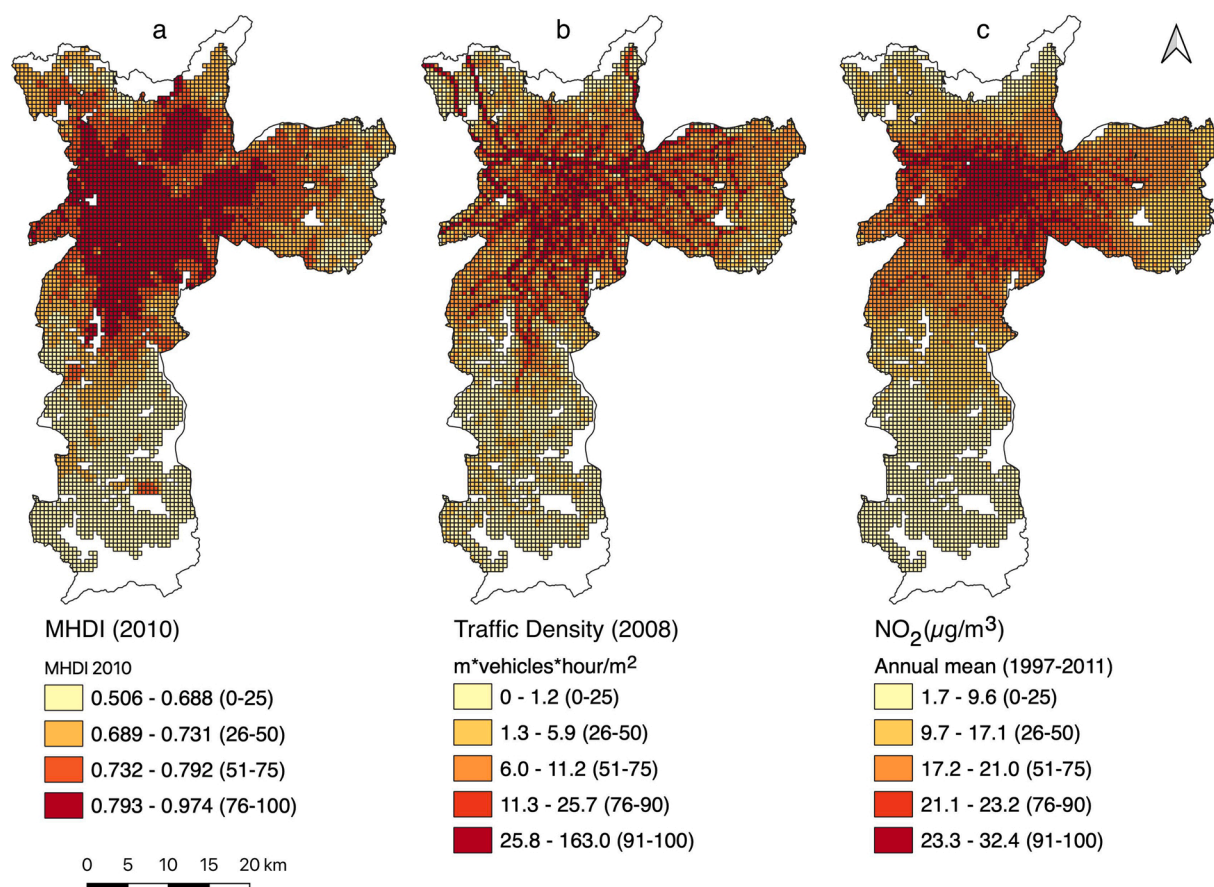 a
b
c
MHDI (2010)
MHDI 2010
0.506 - 0.688 (0-25)
0.689 - 0.731 (26-50)
0.732 - 0.792 (51-75)
0.793 - 0.974 (76-100)
0 5 10 15 20 km
Traffic Density (2008)
m*vehicles*hour/m²
0 - 1.2 (0-25)
1.3 - 5.9 (26-50)
6.0 - 11.2 (51-75)
11.3 - 25.7 (76-90)
25.8 - 163.0 (91-100)
NO₂(µg/m³)
Annual mean (1997-2011)
1.7 - 9.6 (0-25)
9.7 - 17.1 (26-50)
17.2 - 21.0 (51-75)
21.1 - 23.2 (76-90)
23.3 - 32.4 (91-100)